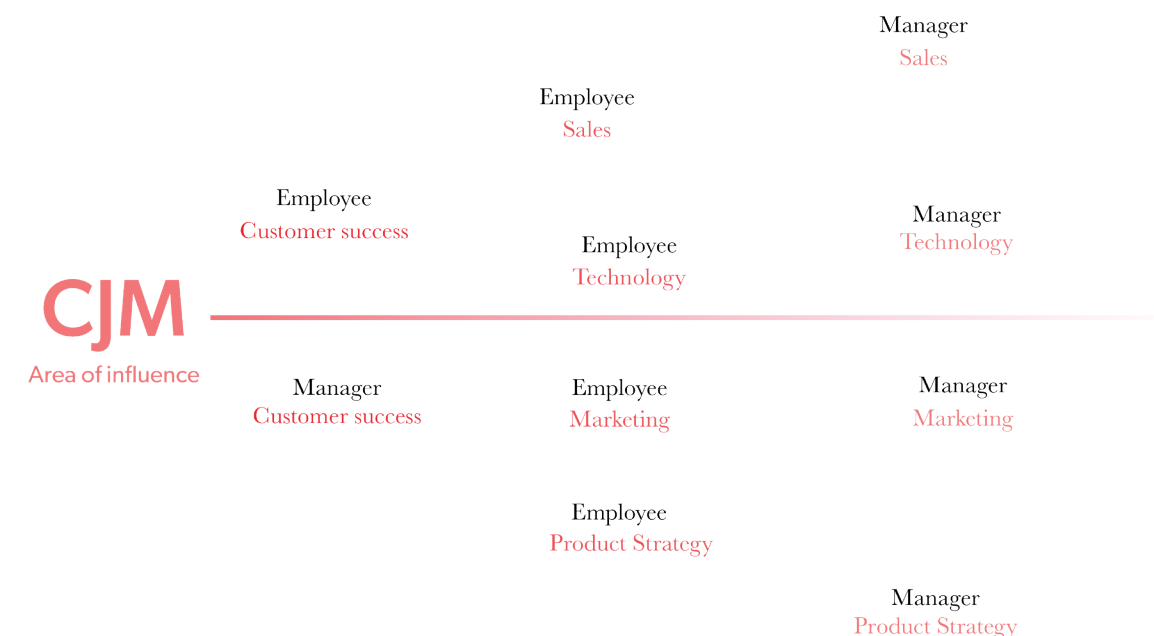 Manager
Sales
Employee
Sales
Employee
Customer success
Manager
Technology
Employee
Technology
CJM
Area of influence
Manager
Customer success
Employee
Marketing
Manager
Marketing
Employee
Product Strategy
Manager
Product Strategy